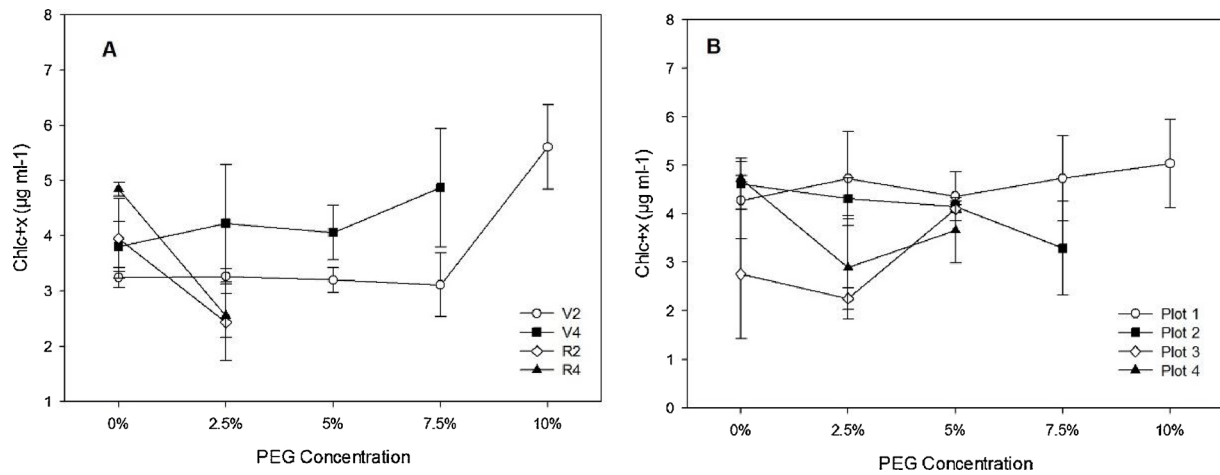 A
Chlc+x (µg ml-1)
8
7
6
5
4
3
2
1
0%
2.5%
5%
7.5%
10%
PEG Concentration
V2
V4
R2
R4
B
Chlc+x (µg ml-1)
8
7
6
5
4
3
2
1
0
0%
2.5%
5%
7.5%
10%
PEG Concentration
Plot 1
Plot 2
Plot 3
Plot 4